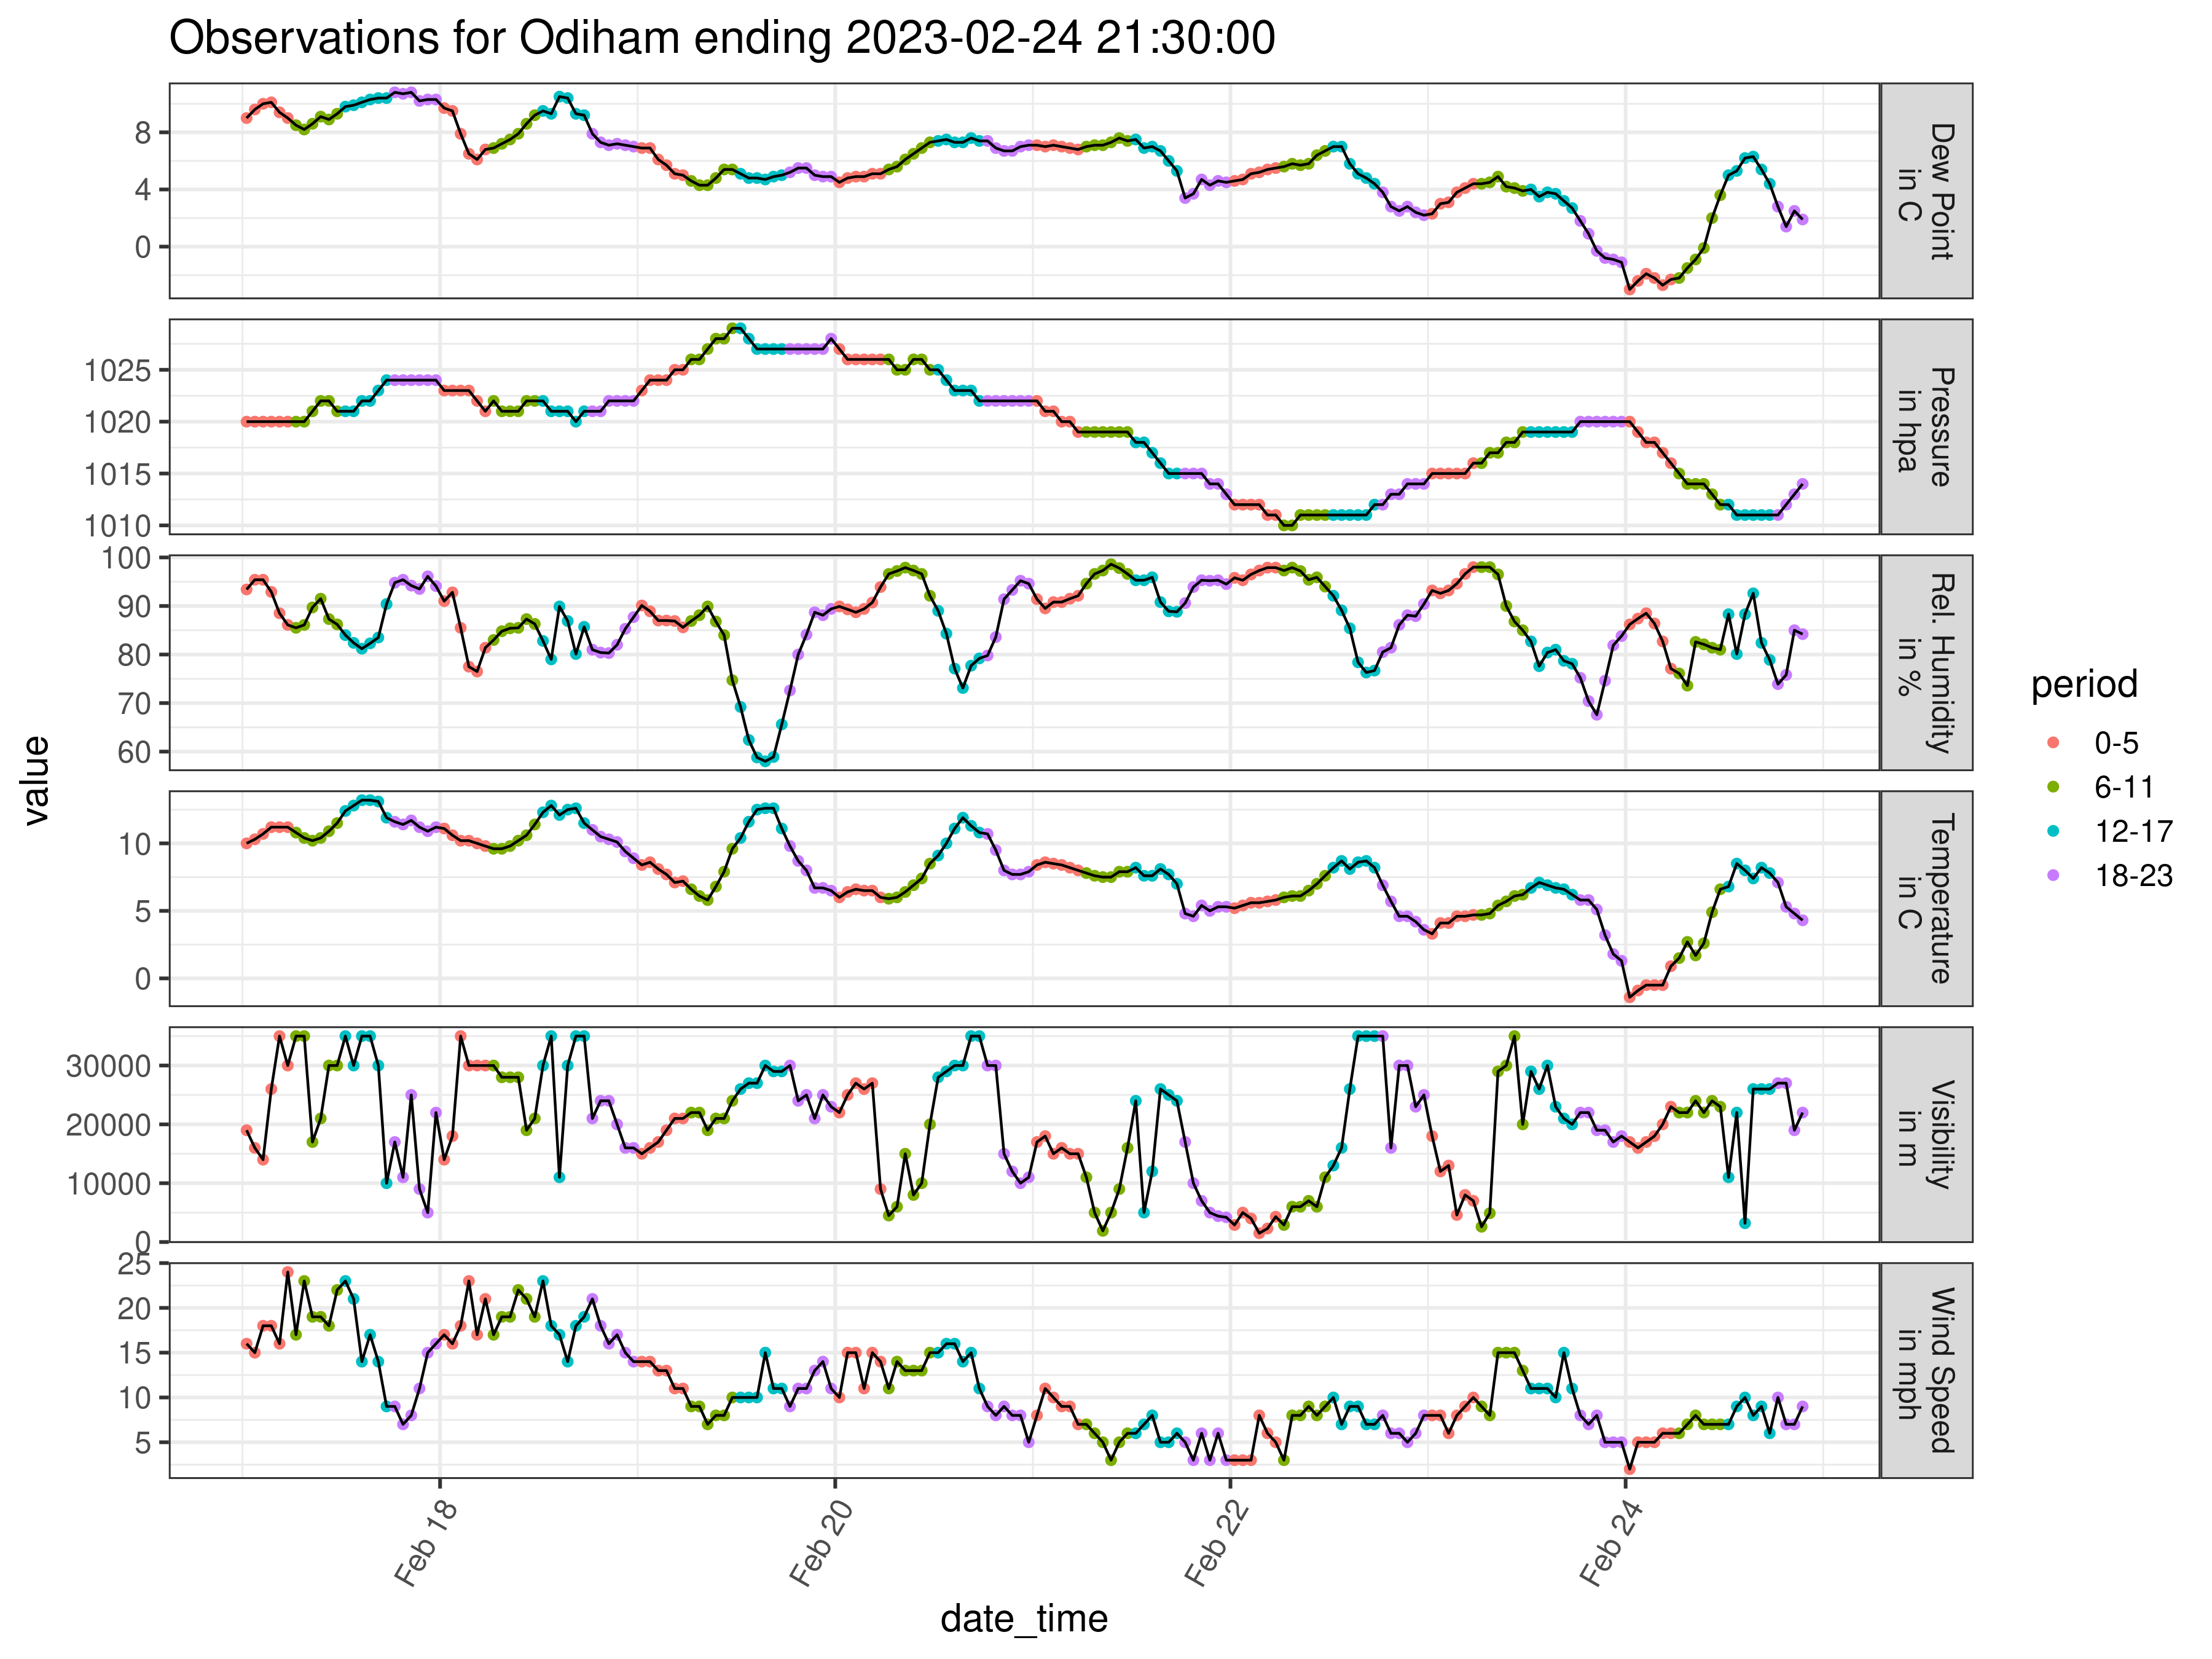 Observations for Odiham ending 2023-02-24 21:30:00
8
4
0
Dew Point
in C
1025
1020
1015
1010
Pressure
in hpa
100
90
80
70
60
Rel. Humidity
in %
10
5
0
Temperature
in C
30000
20000
10000
0
Visibility
in m
25
20
15
10
5
Wind Speed
in mph
value
Feb 18
Feb 20
Feb 22
Feb 24
date_time
period
0-5
6-11
12-17
18-23